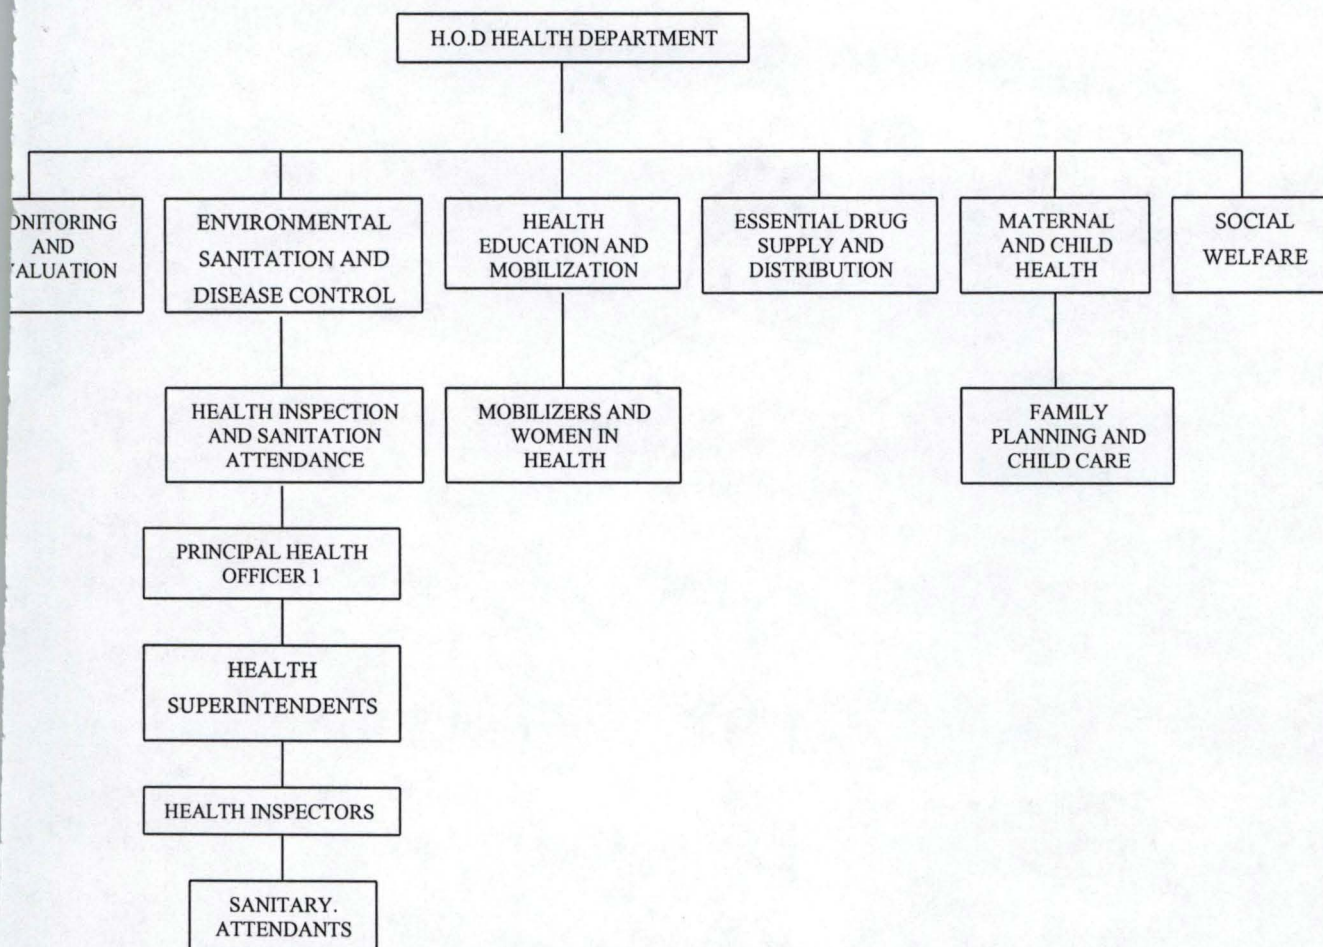 H.O.D HEALTH DEPARTMENT
AND
ENVIRONMENTAL
SANITATION AND
DISEASE CONTROL
HEALTH
EDUCATION AND
MOBILIZATION
ESSENTIAL DRUG
SUPPLY AND
DISTRIBUTION
MATERNAL
AND CHILD
HEALTH
SOCIAL
WELFARE
HEALTH INSPECTION
AND SANITATION
ATTENDANCE
MOBILIZERS AND
WOMEN IN
HEALTH
FAMILY
PLANNING AND
CHILD CARE
PRINCIPAL HEALTH
OFFICER 1
HEALTH
SUPERINTENDENTS
HEALTH INSPECTORS
SANITARY.
ATTENDANTS